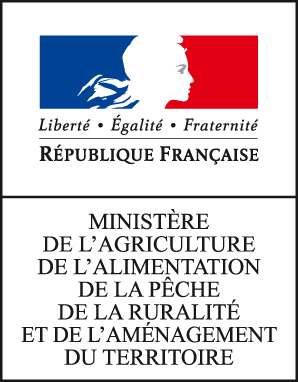 Liberté • Égalité • Fraternité
RÉPUBLIQUE FRANÇAISE
MINISTÈRE
DE L'AGRICULTURE
DE L'ALIMENTATION
DE LA PÊCHE
DE LA RURALITÉ
ET DE L'AMÉNAGEMENT
DU TERRITOIRE